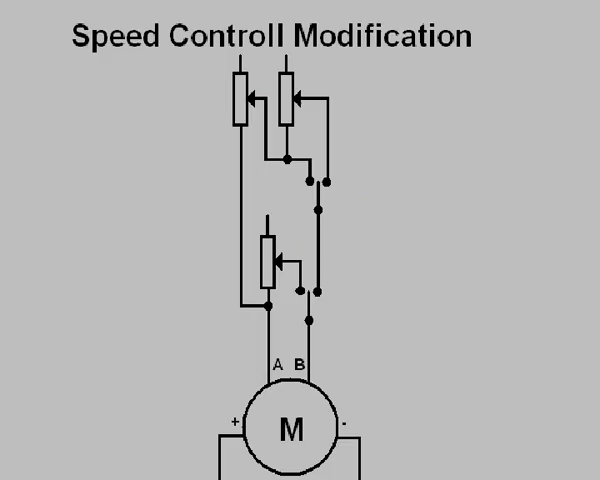 Speed Controll Modification
A B
+ M -